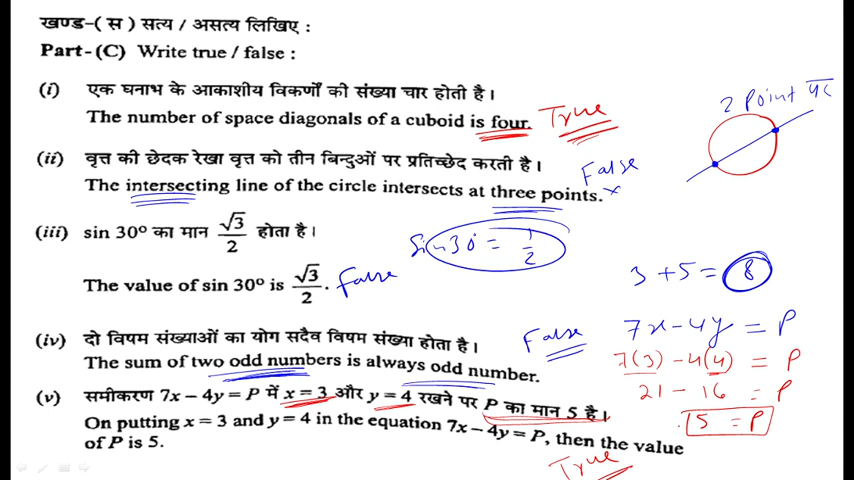 खण्ड-( स ) सत्य / असत्य लिखिए :
Part-(C) Write true / false :
2 Point पर
(i) एक घनाभ के आकाशीय विकर्णों की संख्या चार होती है।
The number of space diagonals of a cuboid is four. True
(ii) वृत्त की छेदक रेखा वृत्त को तीन बिन्दुओं पर प्रतिच्छेद करती है।
The intersecting line of the circle intersects at three points. False ×
(iii) sin 30° का मान √3/2 होता है। Sin30° = 1/2
The value of sin 30° is √3/2. False
3 + 5 = 8
(iv) दो विषम संख्याओं का योग सदैव विषम संख्या होता है। False
The sum of two odd numbers is always odd number.
7x - 4y = P
7(3) - 4(4) = P
21 - 16 = P
5 = P
(v) समीकरण 7x – 4y = P में x = 3 और y = 4 रखने पर P का मान 5 है।
On putting x = 3 and y = 4 in the equation 7x – 4y = P, then the value
of P is 5. True